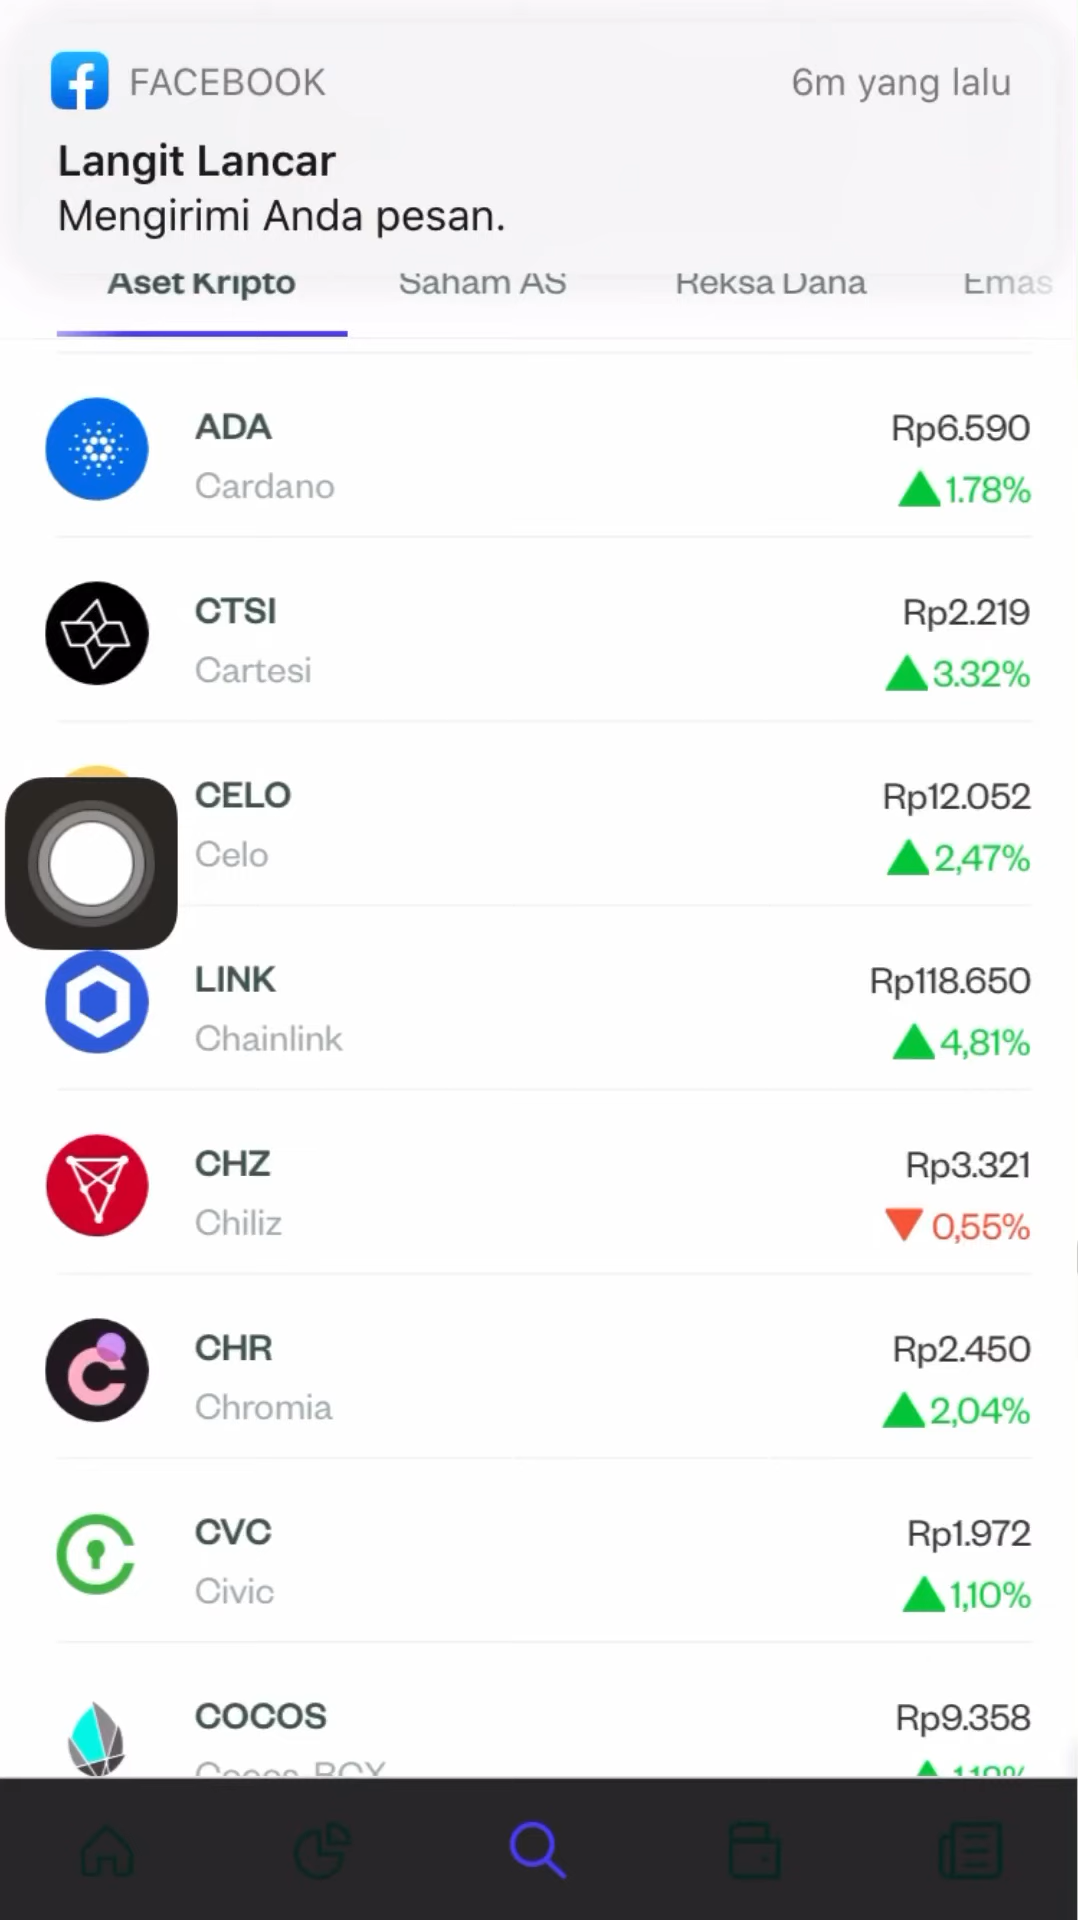 FACEBOOK
6m yang lalu
Langit Lancar
Mengirimi Anda pesan.
Aset Kripto
Saham AS
Reksa Dana
Emas
ADA
Rp6.590
Cardano
1.78%
CTSI
Rp2.219
Cartesi
3.32%
CELO
Rp12.052
Celo
2,47%
LINK
Rp118.650
Chainlink
4,81%
CHZ
Rp3.321
Chiliz
0,55%
CHR
Rp2.450
Chromia
2,04%
CVC
Rp1.972
Civic
1,10%
COCOS
Rp9.358
Cocos-BCX